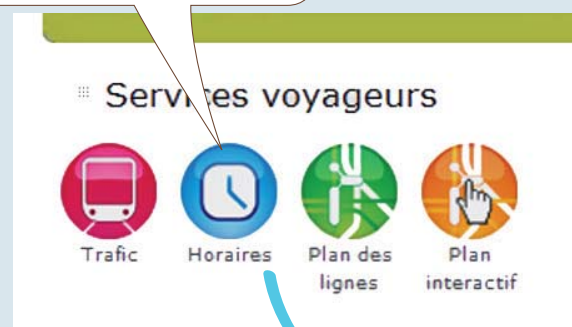 Services voyageurs
Trafic
Horaires
Plan des
lignes
Plan
interactif